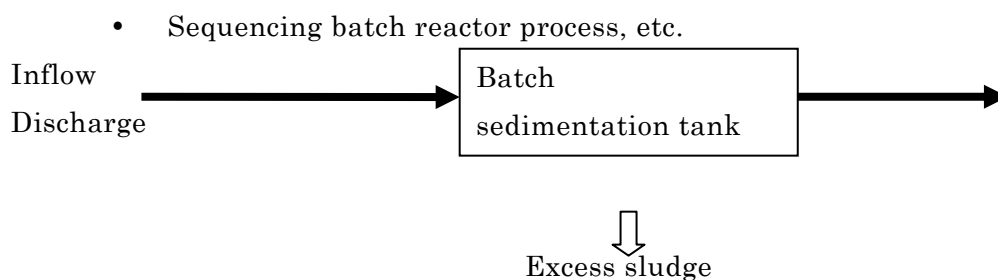 • Sequencing batch reactor process, etc.
Inflow
Discharge
Batch
sedimentation tank
Excess sludge